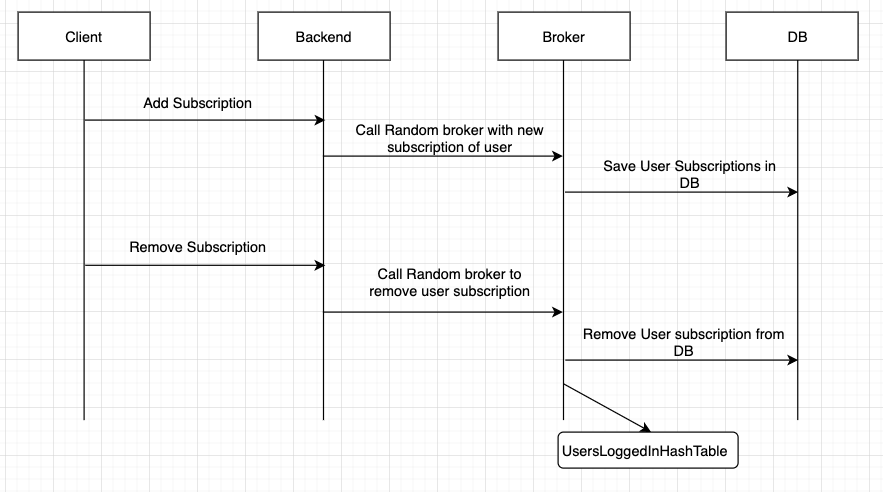 Client
Backend
Broker
DB
Add Subscription
Call Random broker with new
subscription of user
Save User Subscriptions in
DB
Remove Subscription
Call Random broker to
remove user subscription
Remove User subscription from
DB
UsersLoggedInHashTable